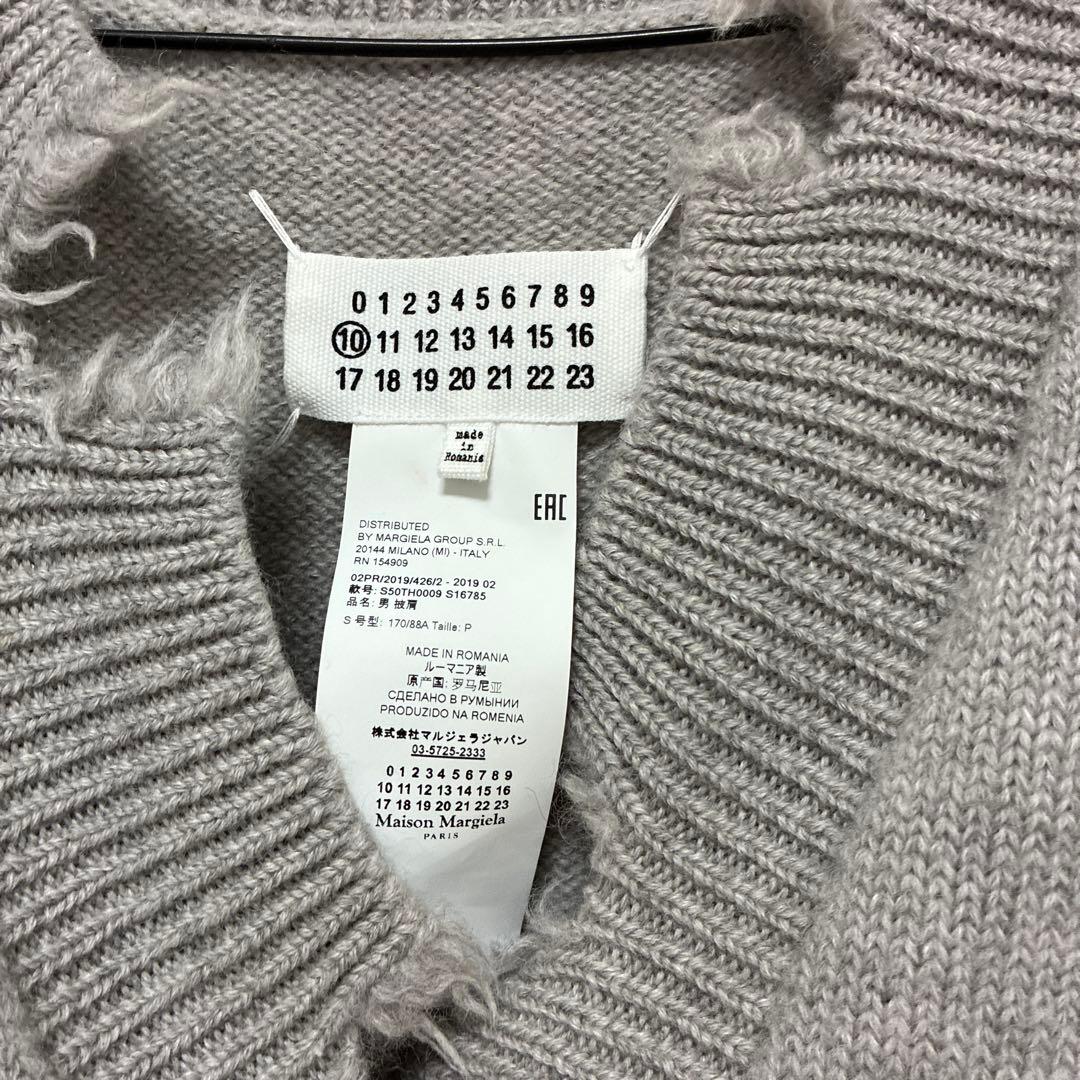 0 1 2 3 4 5 6 7 8 9
10 11 12 13 14 15 16
17 18 19 20 21 22 23
made
in
Romania
EAC
DISTRIBUTED
BY MARGIELA GROUP S.R.L.
20144 MILANO (MI) - ITALY
RN 154909
02PR/2019/426/2 - 2019 02
款号: S50TH0009 S16785
品名: 男 披肩
S 号型: 170/88A Taille: P
MADE IN ROMANIA
ルーマニア製
原产国: 罗马尼亚
СДЕЛАНО В РУМЫНИИ
PRODUZIDO NA ROMENIA
株式会社マルジェラジャパン
03-5725-2333
0 1 2 3 4 5 6 7 8 9
10 11 12 13 14 15 16
17 18 19 20 21 22 23
Maison Margiela
PARIS